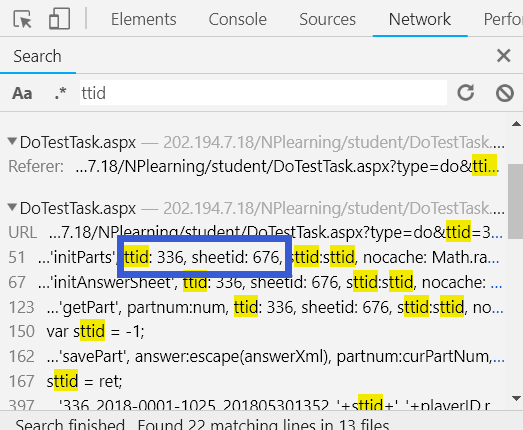 Elements Console Sources Network Perfo
Search
Aa .* ttid
DoTestTask.aspx — 202.194.7.18/NPlearning/student/DoTestTask....
Referer: ...7.18/NPlearning/student/DoTestTask.aspx?type=do&tti...
DoTestTask.aspx — 202.194.7.18/NPlearning/student/DoTestTask....
URL ...7.18/NPlearning/student/DoTestTask.aspx?type=do&ttid=3...
51 ...'initParts', ttid: 336, sheetid: 676, sttid:sttid, nocache: Math.ra...
67 ...'initAnswerSheet', ttid: 336, sheetid: 676, sttid:sttid, nocache: ...
123 ...'getPart', partnum:num, ttid: 336, sheetid: 676, sttid:sttid, no...
150 var sttid = -1;
162 ...'savePart', answer:escape(answerXml), partnum:curPartNum,...
167 sttid = ret;
397 ...'336_2018-0001-1025_201805301352_'+sttid+'_'+playerID.r...
Search finished. Found 22 matching lines in 13 files.